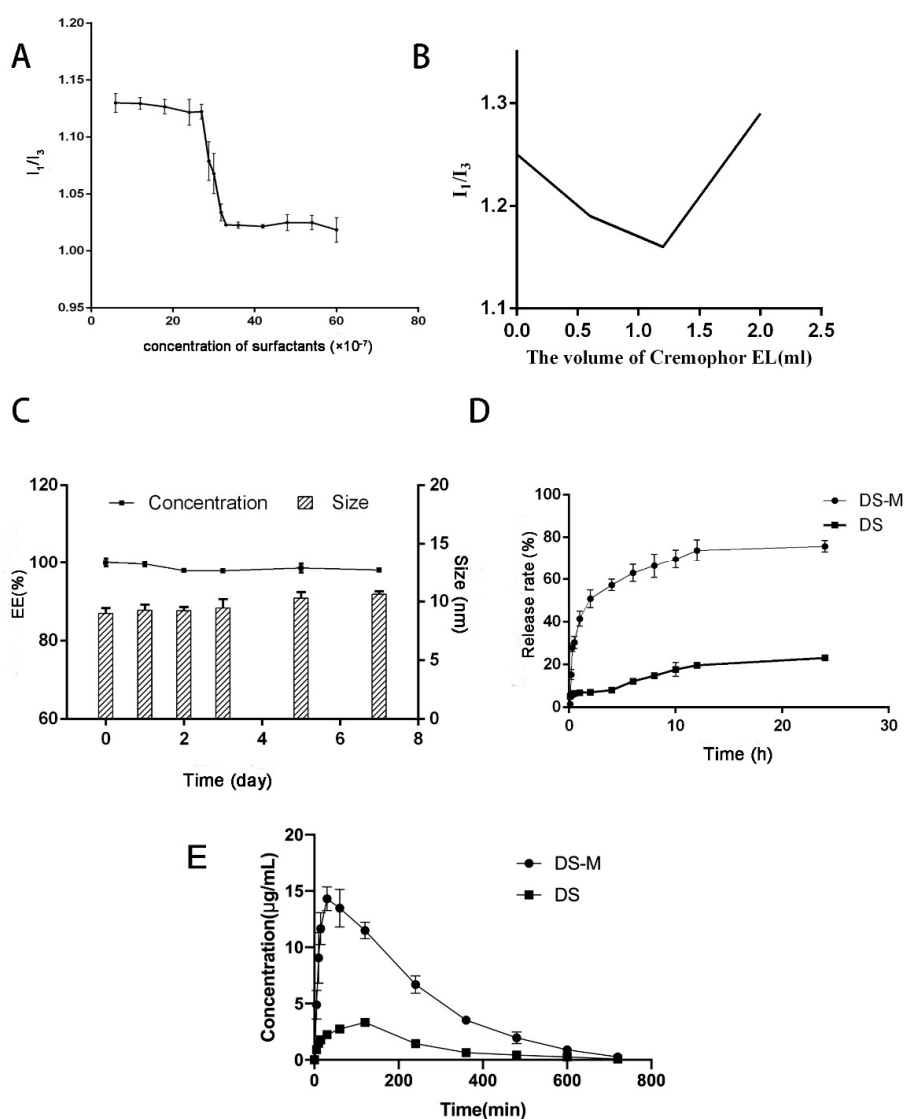 A
1.20
1.15
1.10
1.05
1.00
0.95
I₁/I₃
0 20 40 60 80
concentration of surfactants (×10⁻⁷)
B
1.3
1.2
1.1
I₁/I₃
0.0 0.5 1.0 1.5 2.0 2.5
The volume of Cremophor EL(ml)
C
120
100
80
60
EE(%)
Concentration Size
20
15
10
5
0
Size (nm)
0 2 4 6 8
Time (day)
D
100
80
60
40
20
0
Release rate (%)
DS-M
DS
0 10 20 30
Time (h)
E
20
15
10
5
0
Concentration(µg/mL)
DS-M
DS
0 200 400 600 800
Time(min)